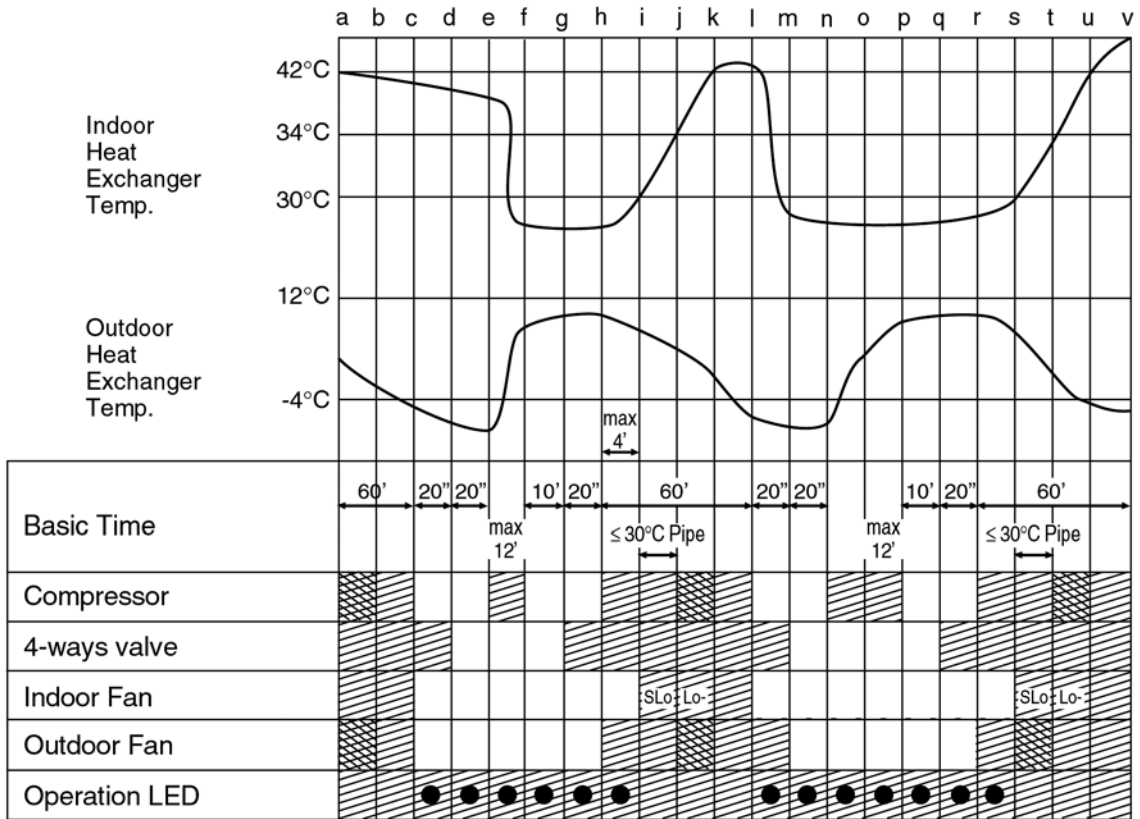 a b c d e f g h i j k l m n o p q r s t u v
42°C
Indoor
Heat
Exchanger
Temp.
34°C
30°C
12°C
Outdoor
Heat
Exchanger
Temp.
-4°C
max
4’
Basic Time
60’ 20” 20” 10’ 20” 60’ 20” 20” 10’ 20” 60’
max
12’
≤ 30°C Pipe
max
12’
≤ 30°C Pipe
Compressor
4-ways valve
Indoor Fan SLo Lo- SLo Lo-
Outdoor Fan
Operation LED